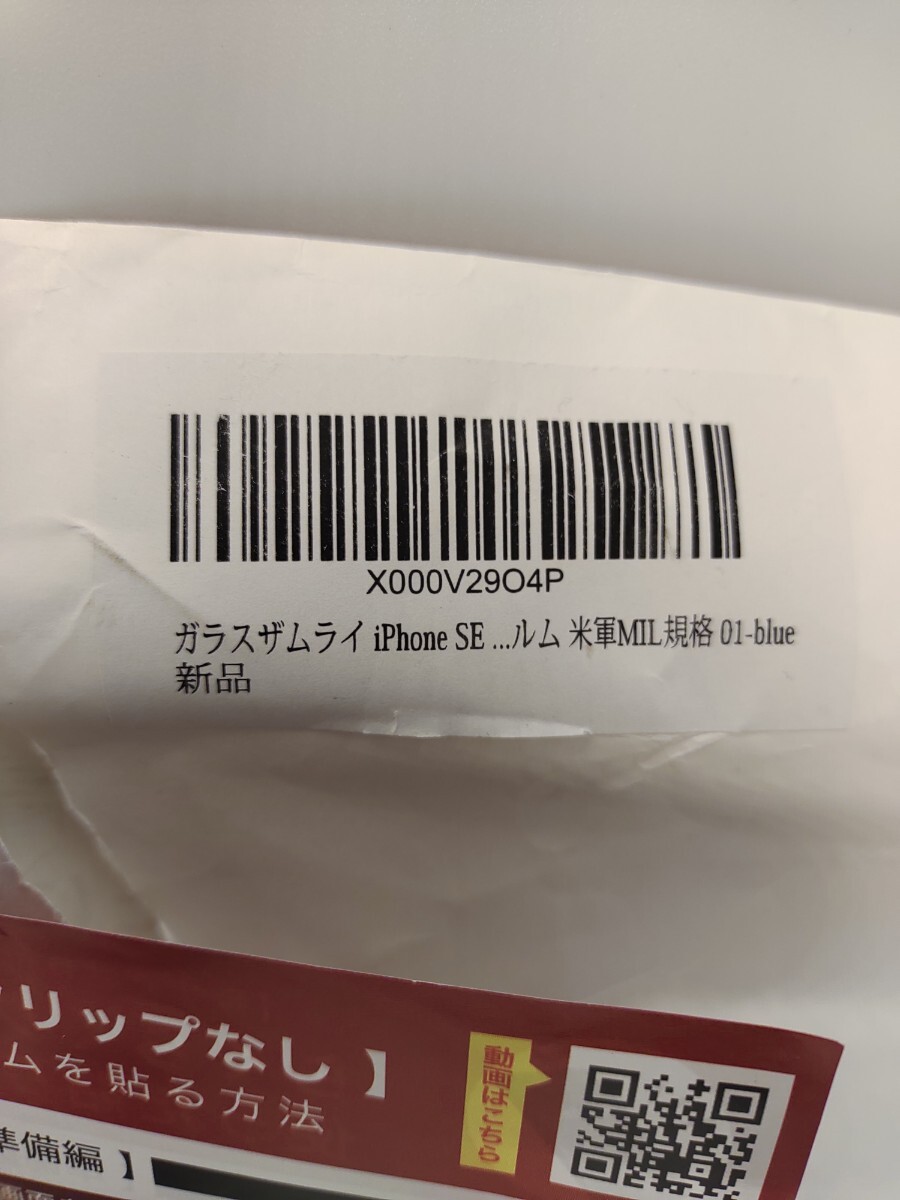 X000V29O4P
ガラスザムライ iPhone SE ...ルム 米軍MIL規格 01-blue
新品
リップなし】
ムを貼る方法
動画はこちら
準備編】